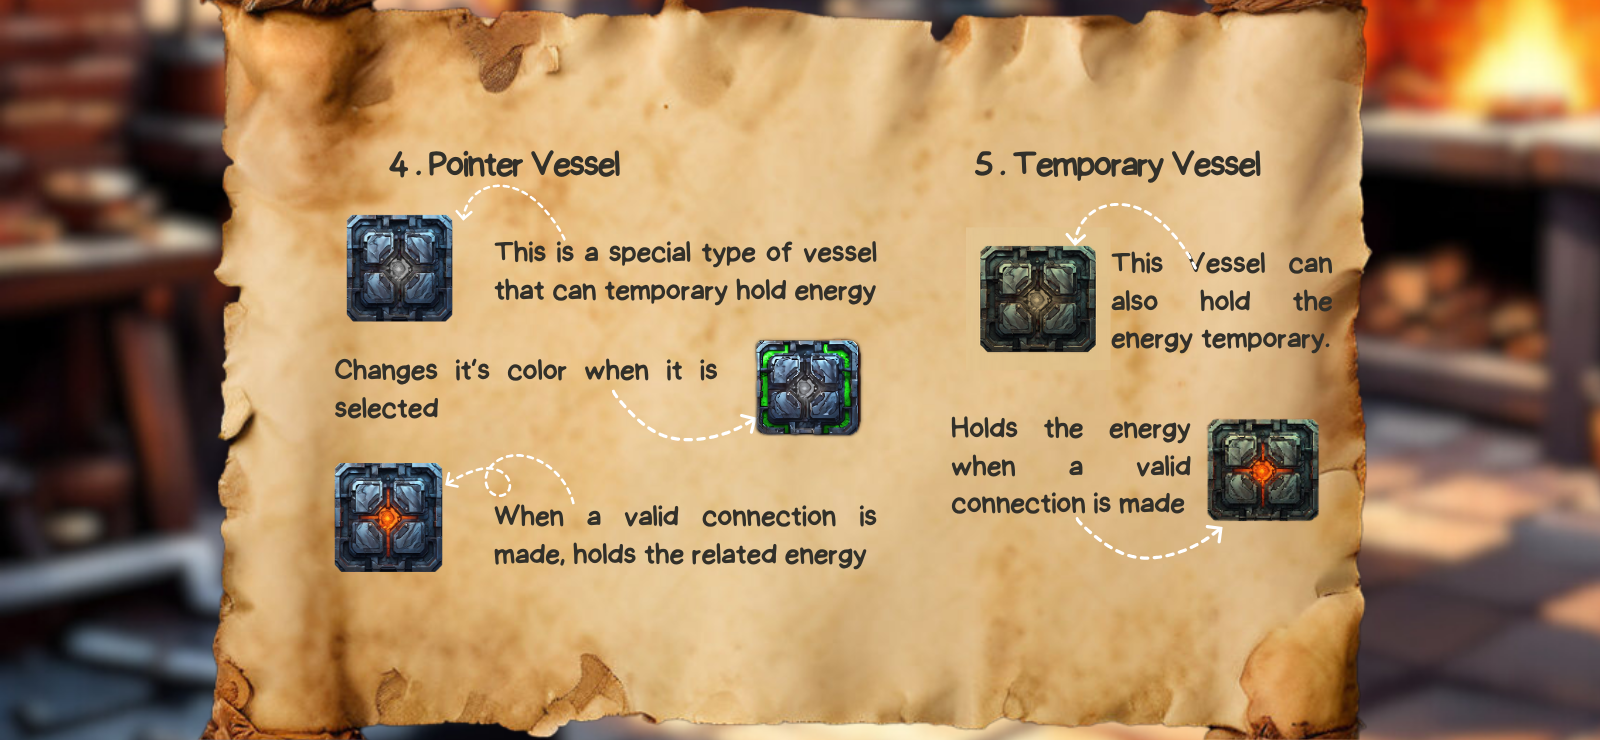 4. Pointer Vessel
This is a special type of vessel
that can temporary hold energy
Changes it's color when it is
selected
When a valid connection is
made, holds the related energy
5. Temporary Vessel
This Vessel can
also hold the
energy temporary.
Holds the energy
when a valid
connection is made